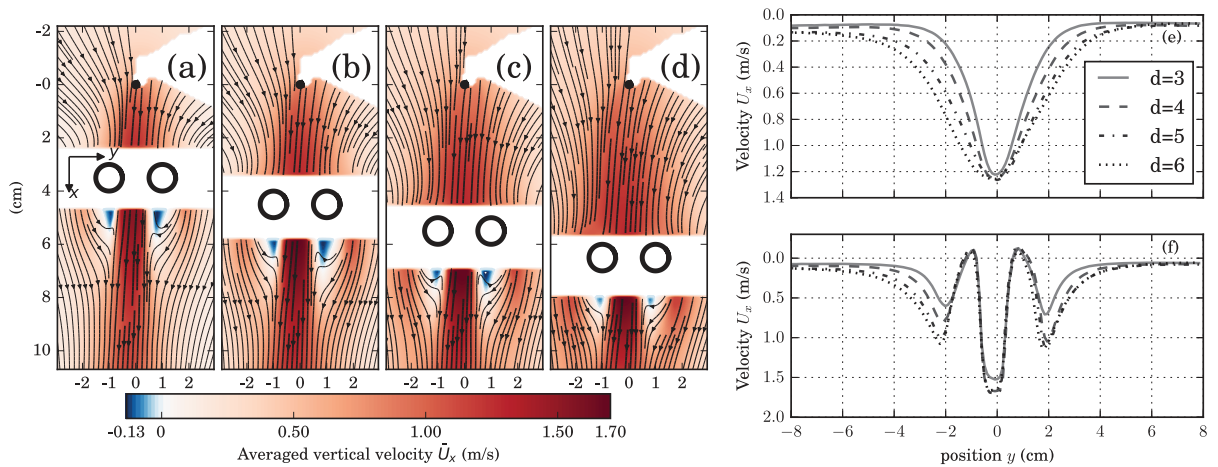 (a) (b) (c) (d)
-2
-0
2
4
6
8
10
(cm)
y
x
-2 -1 0 1 2
-2 -1 0 1 2
-2 -1 0 1 2
-2 -1 0 1 2
-0.13 0 0.50 1.00 1.50 1.70
Averaged vertical velocity Ūₓ (m/s)
0.0
0.2
0.4
0.6
0.8
1.0
1.2
1.4
Velocity Uₓ (m/s)
(e)
d=3
d=4
d=5
d=6
0.0
0.5
1.0
1.5
2.0
Velocity Uₓ (m/s)
(f)
−8 −6 −4 −2 0 2 4 6 8
position y (cm)